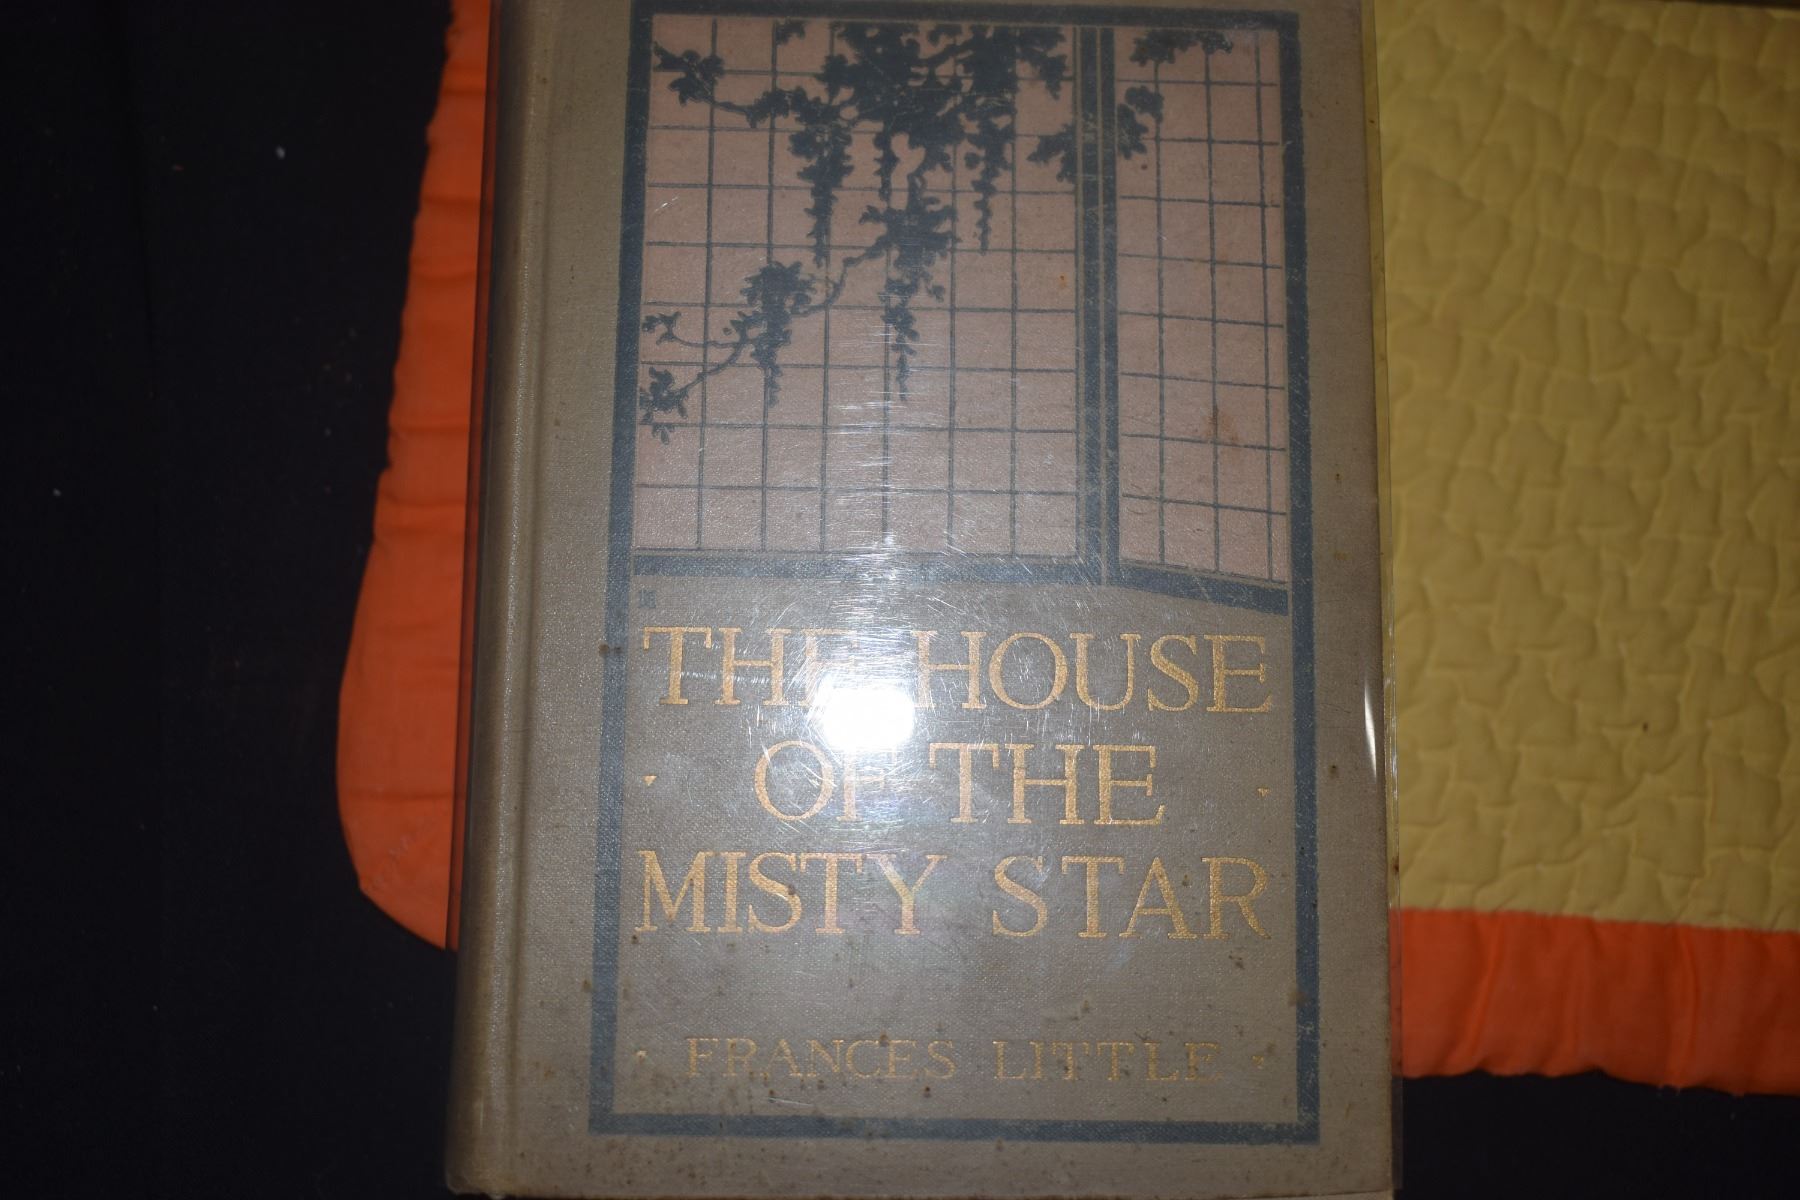 THE HOUSE
OF THE
MISTY STAR
FRANCES LITTLE